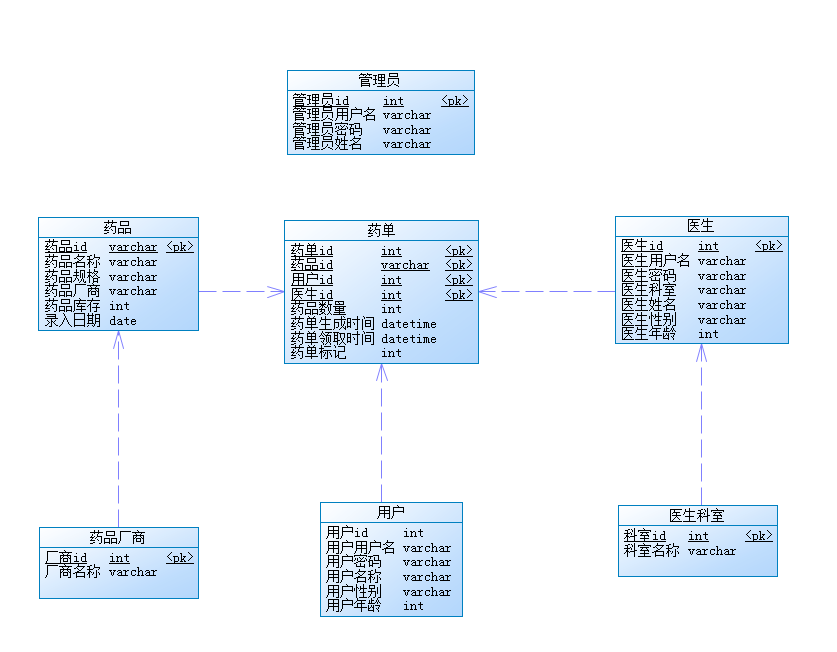 管理员
管理员id int <pk>
管理员用户名 varchar
管理员密码 varchar
管理员姓名 varchar
药品
药品id varchar <pk>
药品名称 varchar
药品规格 varchar
药品厂商 varchar
药品库存 int
录入日期 date
药单
药单id int <pk>
药品id varchar <pk>
用户id int <pk>
医生id int <pk>
药品数量 int
药单生成时间 datetime
药单领取时间 datetime
药单标记 int
医生
医生id int <pk>
医生用户名 varchar
医生密码 varchar
医生科室 varchar
医生姓名 varchar
医生性别 varchar
医生年龄 int
药品厂商
厂商id int <pk>
厂商名称 varchar
用户
用户id int
用户用户名 varchar
用户密码 varchar
用户名称 varchar
用户性别 varchar
用户年龄 int
医生科室
科室id int <pk>
科室名称 varchar